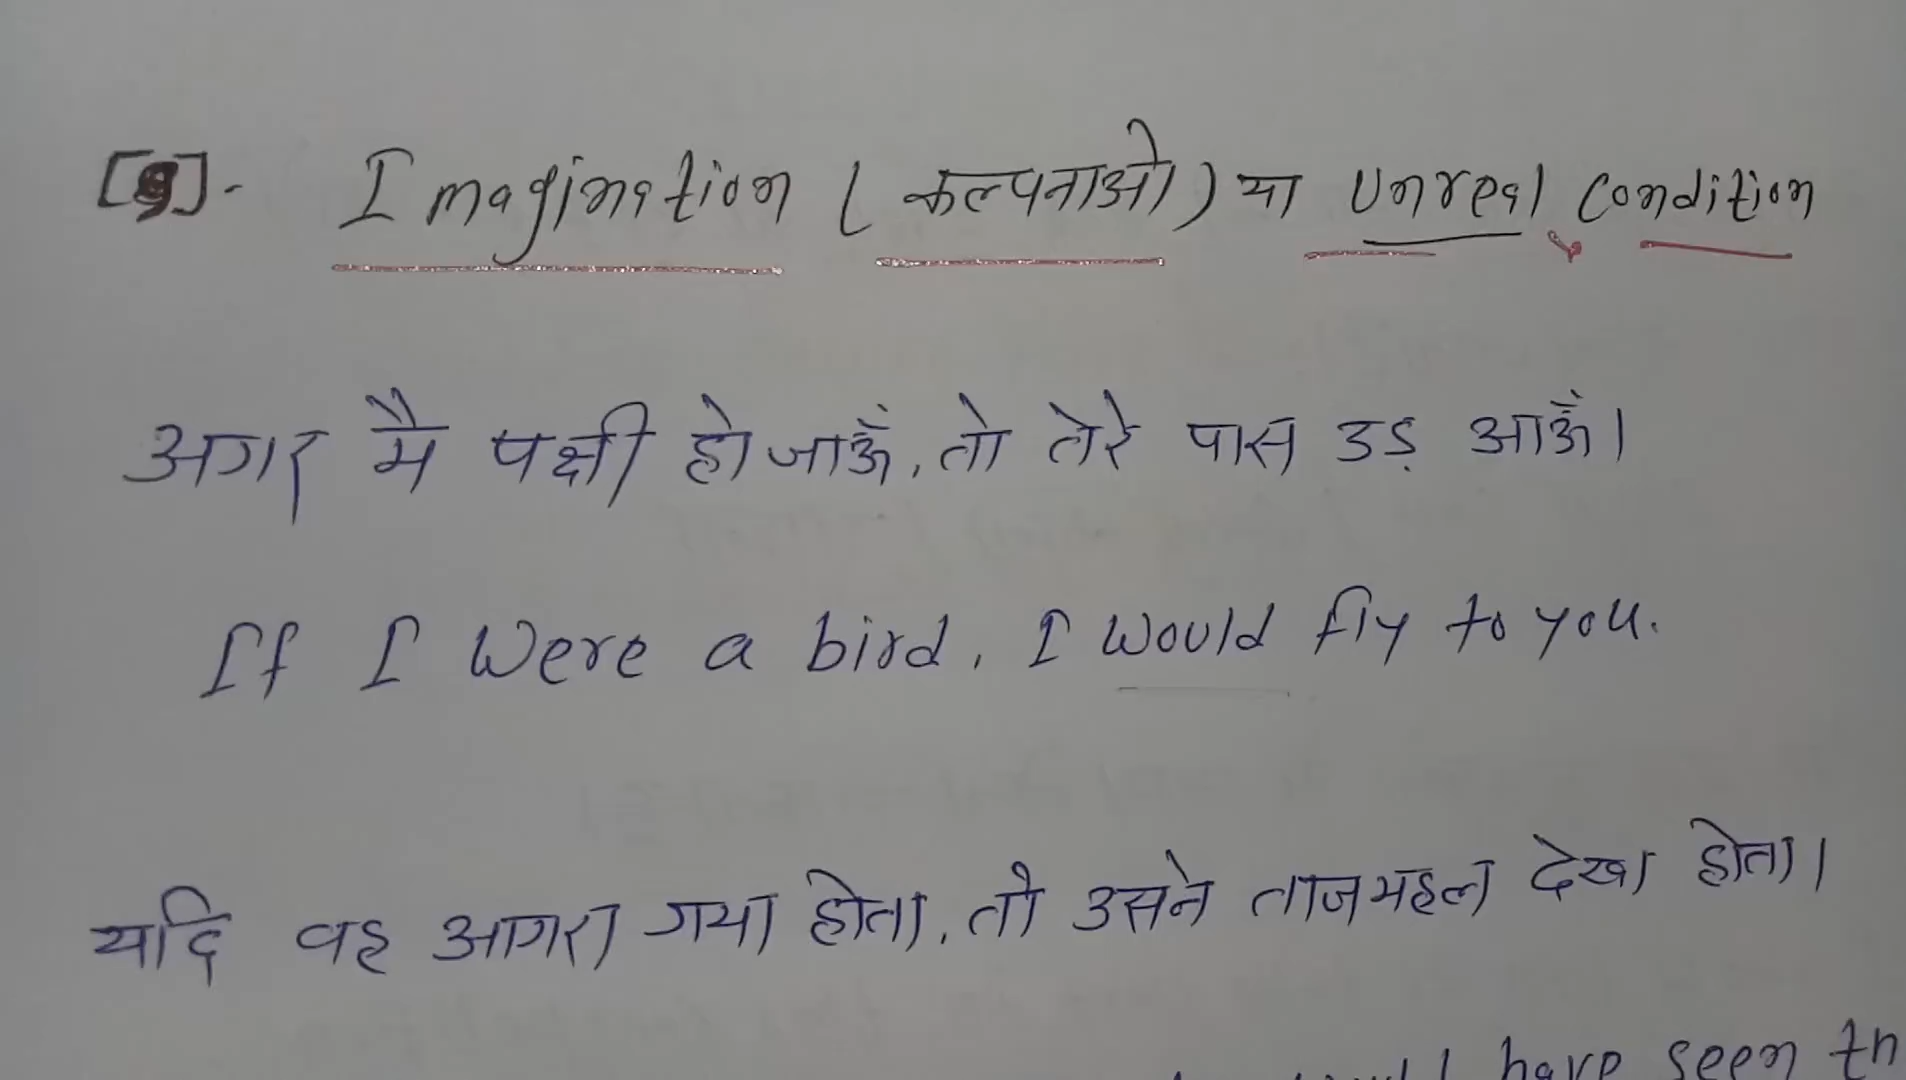 [9]. Imagination (कल्पनाओ) या Unreal Condition
अगर मै पक्षी हो जाऊँ, तो तेरे पास उड़ आऊँ।
If I Were a bird, I would fly to you.
यदि वह आगरा गया होता, तो उसने ताजमहल देखा होता।
have seen th